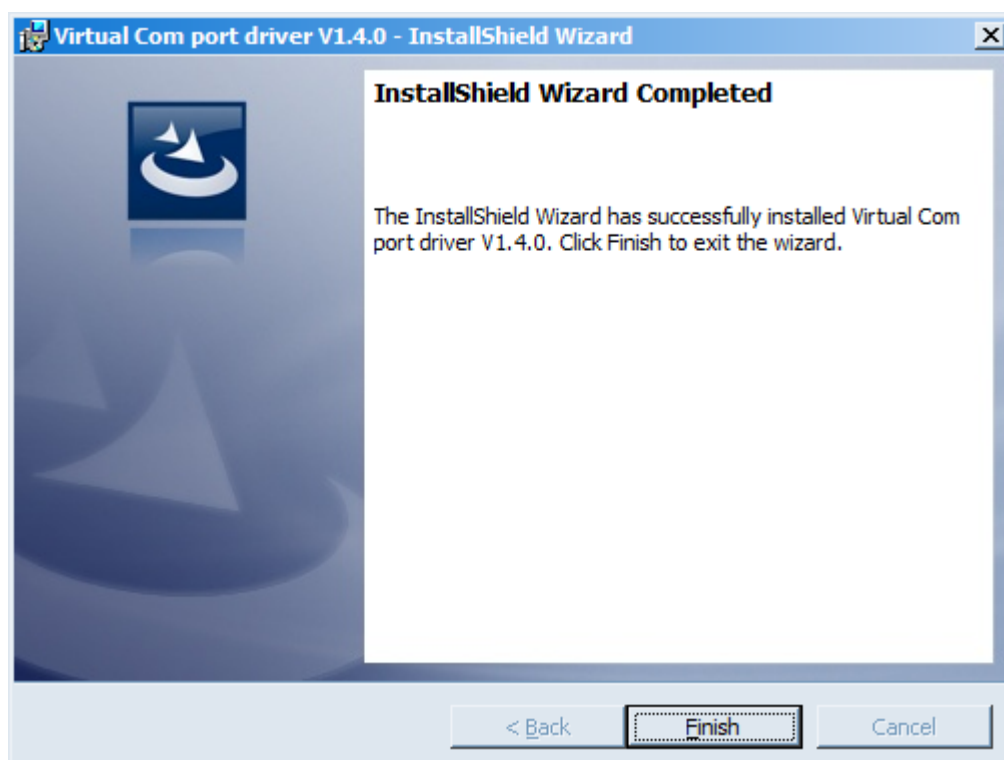 Virtual Com port driver V1.4.0 - InstallShield Wizard
InstallShield Wizard Completed
The InstallShield Wizard has successfully installed Virtual Com
port driver V1.4.0. Click Finish to exit the wizard.
< Back
Finish
Cancel